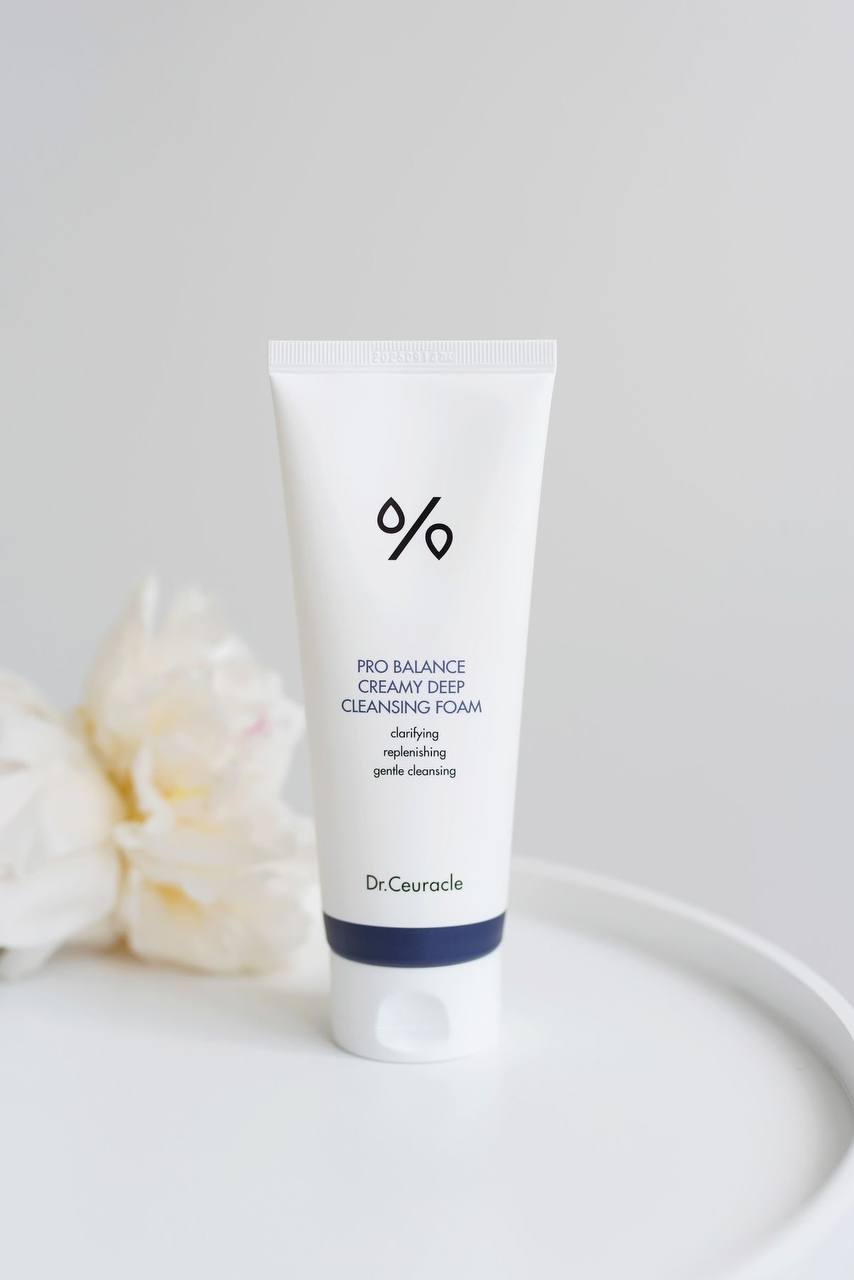 %
PRO BALANCE
CREAMY DEEP
CLEANSING FOAM
clarifying
replenishing
gentle cleansing
Dr.Ceuracle